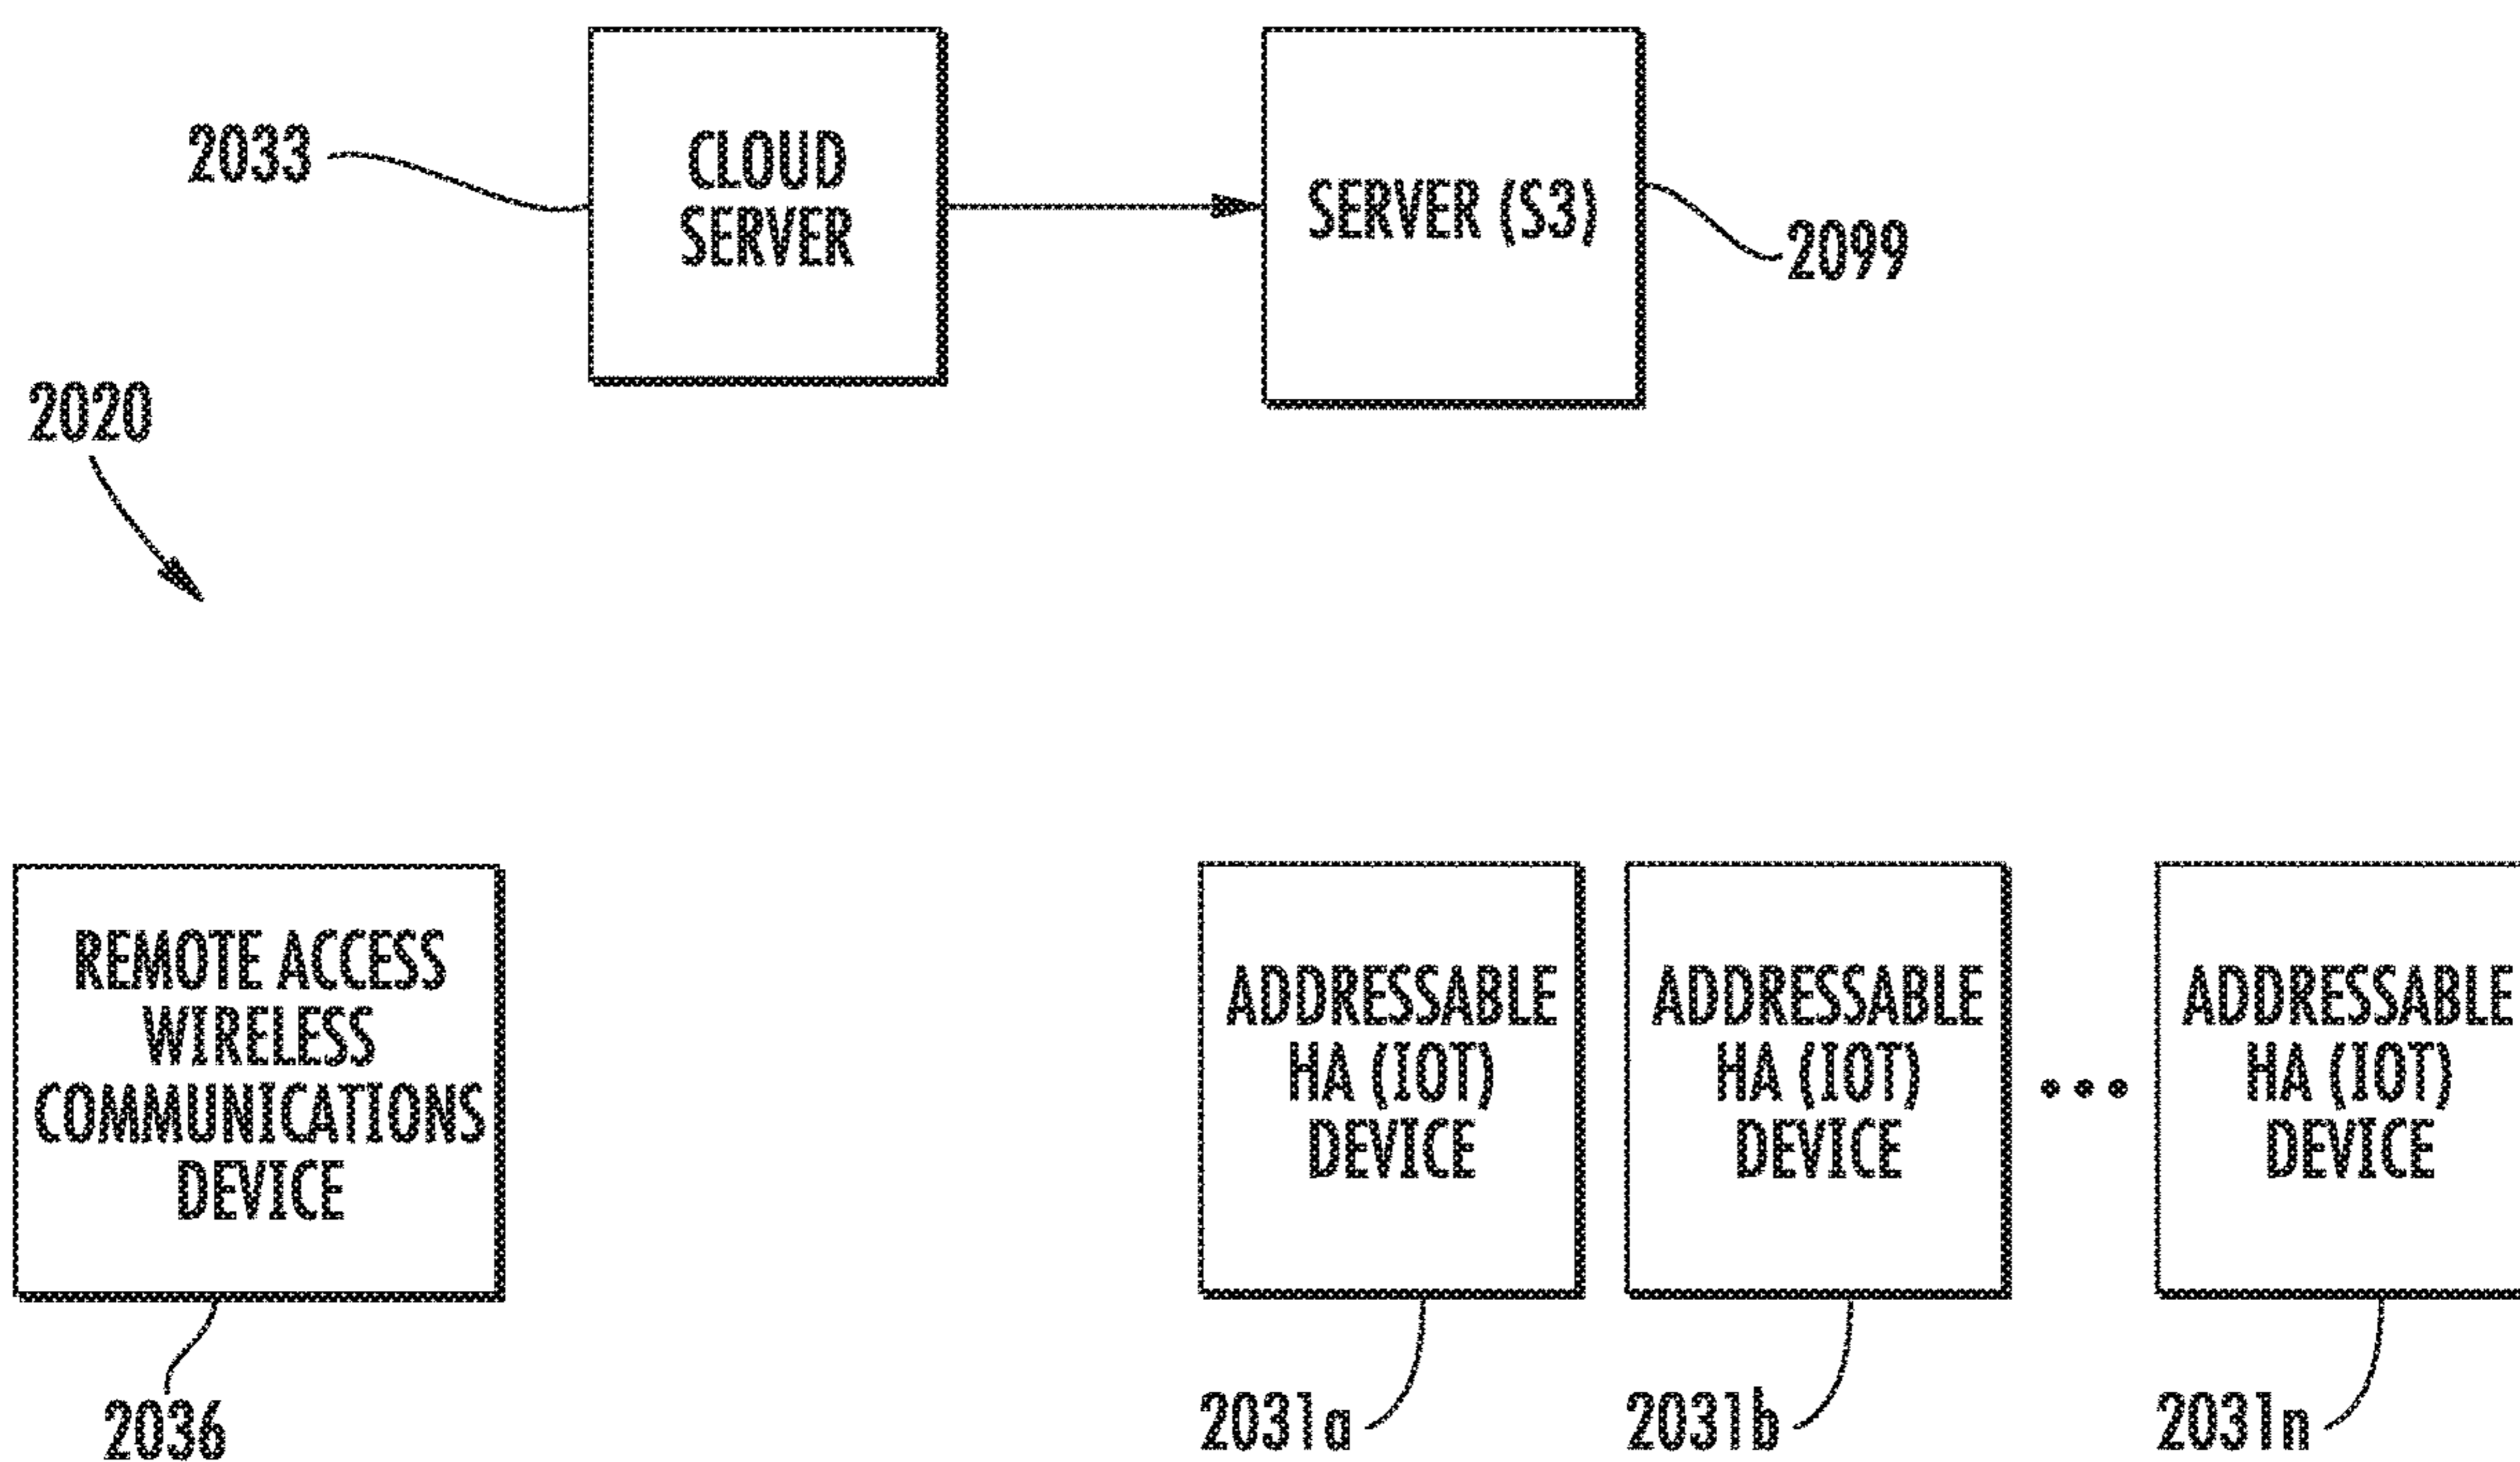 2033
CLOUD
SERVER
SERVER (S3)
2099
2020
REMOTE ACCESS
WIRELESS
COMMUNICATIONS
DEVICE
2036
ADDRESSABLE
HA (IOT)
DEVICE
2031a
ADDRESSABLE
HA (IOT)
DEVICE
2031b
ADDRESSABLE
HA (IOT)
DEVICE
2031n